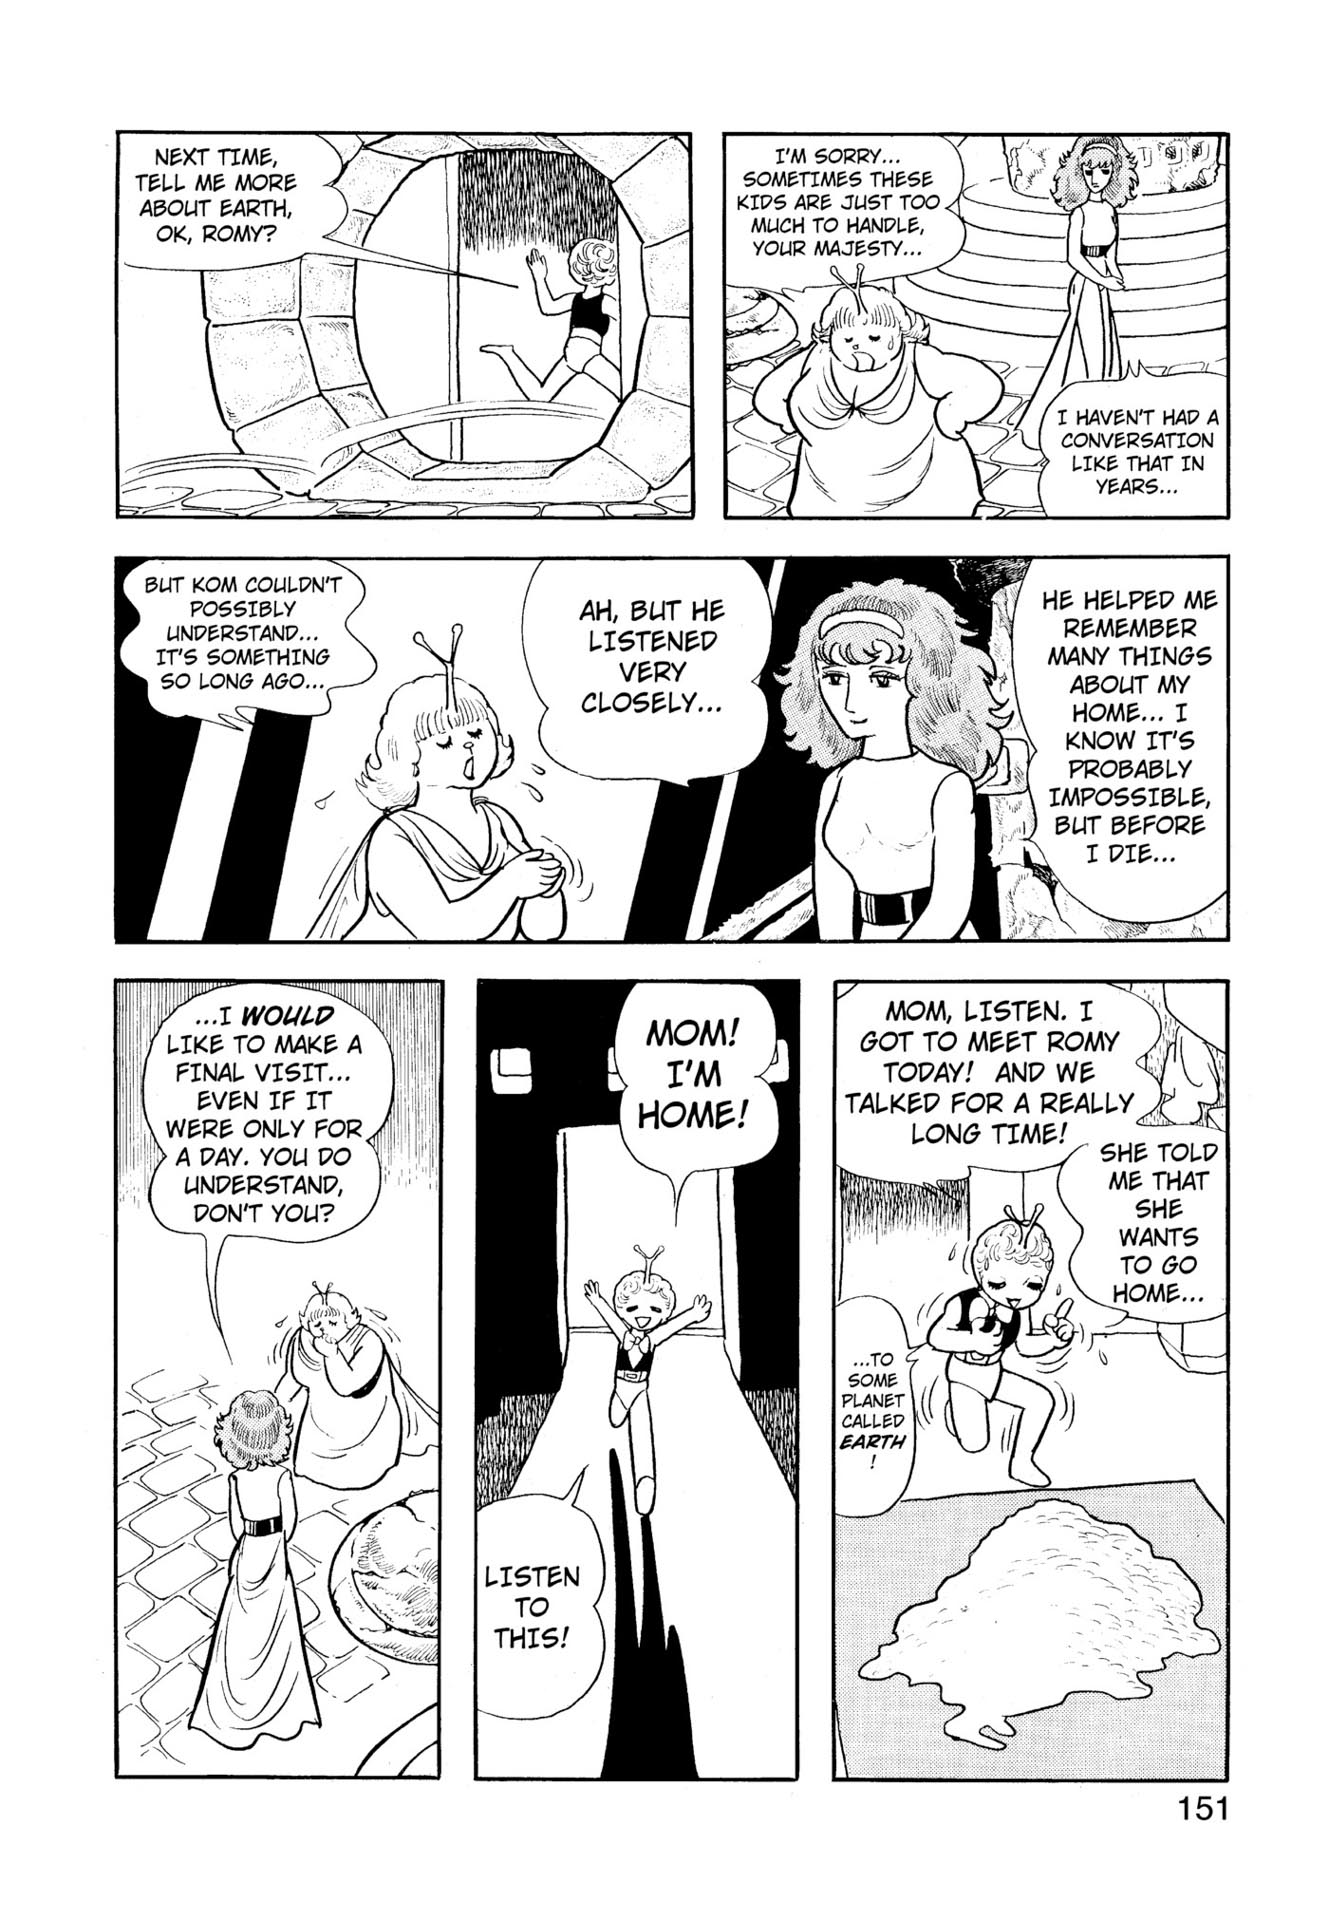 NEXT TIME,
TELL ME MORE
ABOUT EARTH,
OK, ROMY?
I'M SORRY...
SOMETIMES THESE
KIDS ARE JUST TOO
MUCH TO HANDLE,
YOUR MAJESTY...
I HAVEN'T HAD A
CONVERSATION
LIKE THAT IN
YEARS...
BUT KOM COULDN'T
POSSIBLY
UNDERSTAND...
IT'S SOMETHING
SO LONG AGO...
AH, BUT HE
LISTENED
VERY
CLOSELY...
HE HELPED ME
REMEMBER
MANY THINGS
ABOUT MY
HOME... I
KNOW IT'S
PROBABLY
IMPOSSIBLE,
BUT BEFORE
I DIE...
...I WOULD
LIKE TO MAKE A
FINAL VISIT...
EVEN IF IT
WERE ONLY FOR
A DAY. YOU DO
UNDERSTAND,
DON'T YOU?
MOM!
I'M
HOME!
LISTEN
TO
THIS!
MOM, LISTEN. I
GOT TO MEET ROMY
TODAY! AND WE
TALKED FOR A REALLY
LONG TIME!
SHE TOLD
ME THAT
SHE
WANTS
TO GO
HOME...
...TO
SOME
PLANET
CALLED
EARTH
!
151